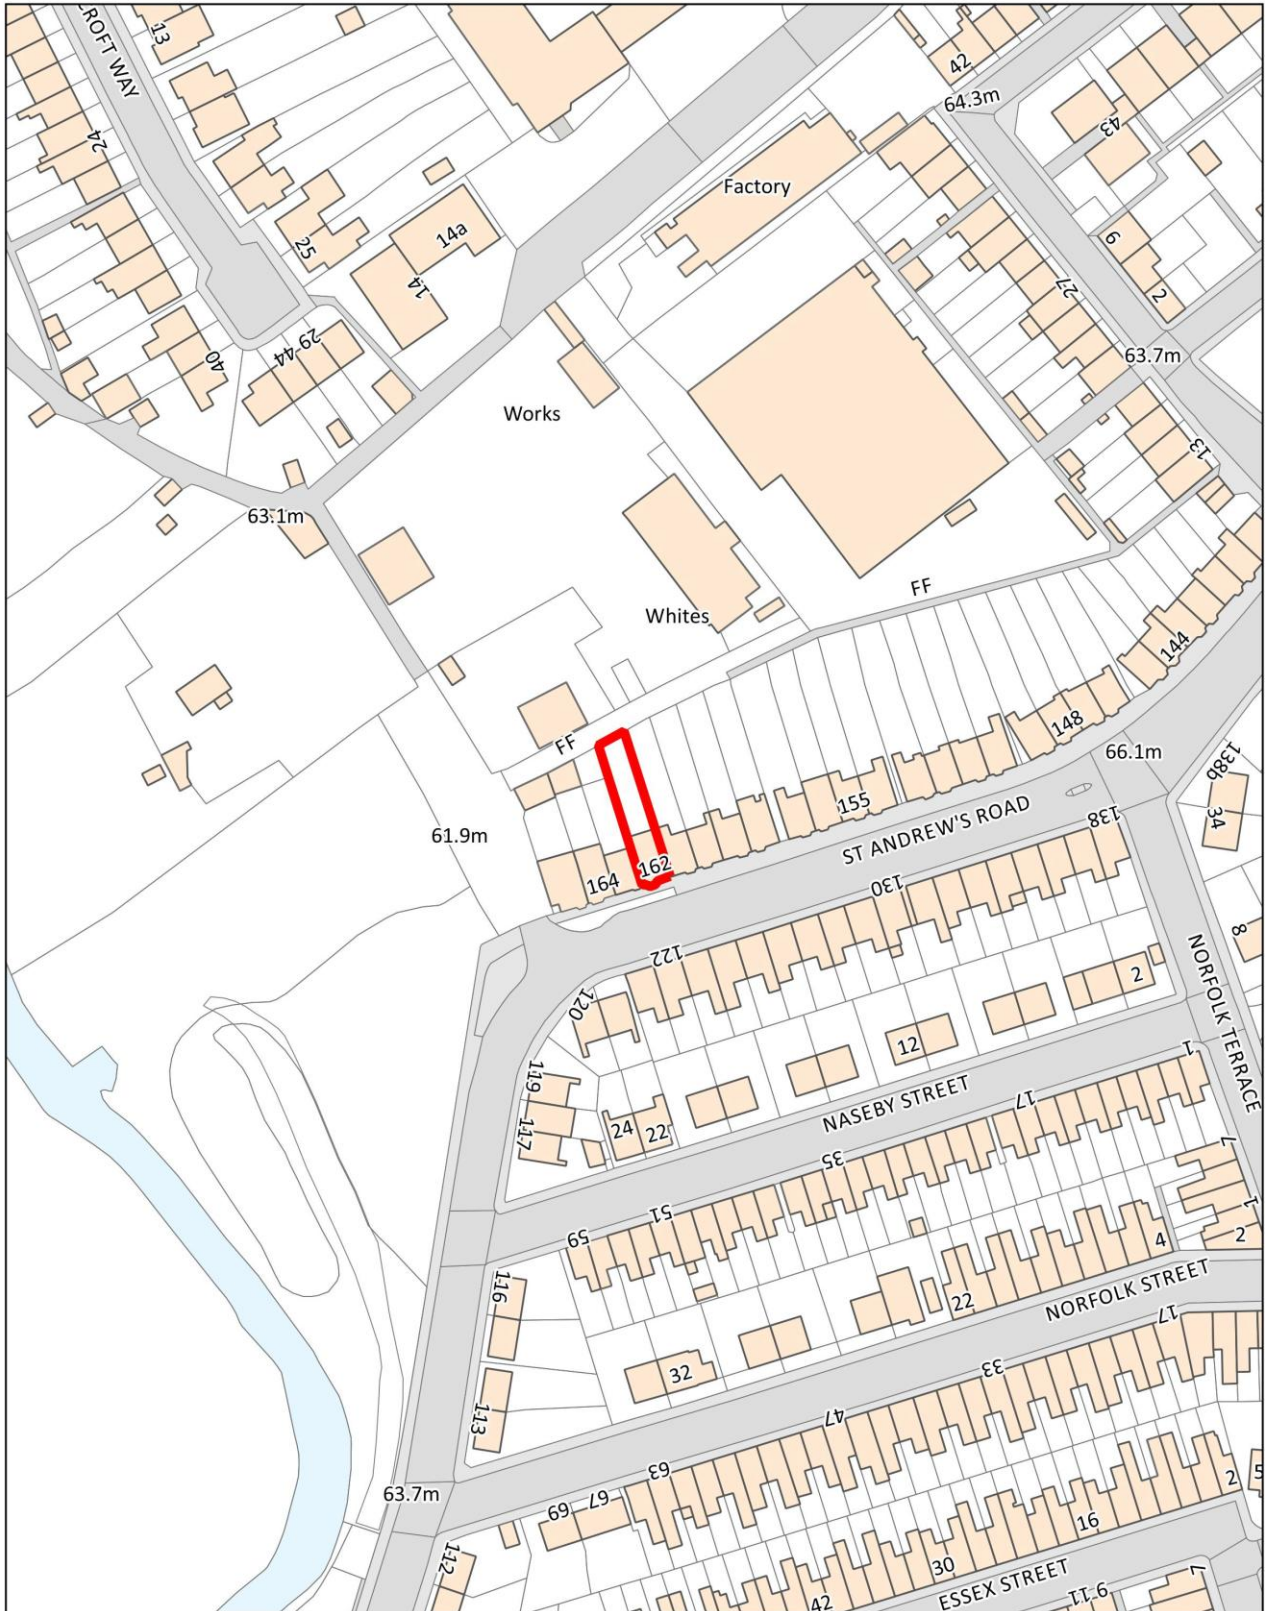 CROFT WAY
13
42
64.3m
24
43
Factory
14a
25
14
6
27
2
29 44
40
63.7m
Works
13
63.1m
FF
Whites
144
148
FF
66.1m
138b
34
155
61.9m
ST ANDREW'S ROAD
138
162
164
130
122
8
NORFOLK TERRACE
2
120
12
1
119
NASEBY STREET
17
24
22
117
35
7
51
1
59
4
2
116
22
NORFOLK STREET
17
32
33
113
47
63
5
2
63.7m
67
69
16
30
112
42
ESSEX STREET
7
9-11